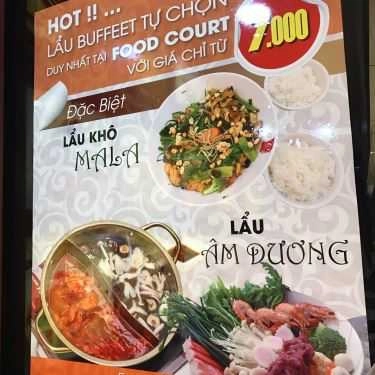 HOT !! ...
LẨU BUFFEET TỰ CHỌN
DUY NHẤT TẠI FOOD COURT
VỚI GIÁ CHỈ TỪ
7.000
Đặc Biệt
LẨU KHÔ
MALA
LẨU
ÂM DƯƠNG